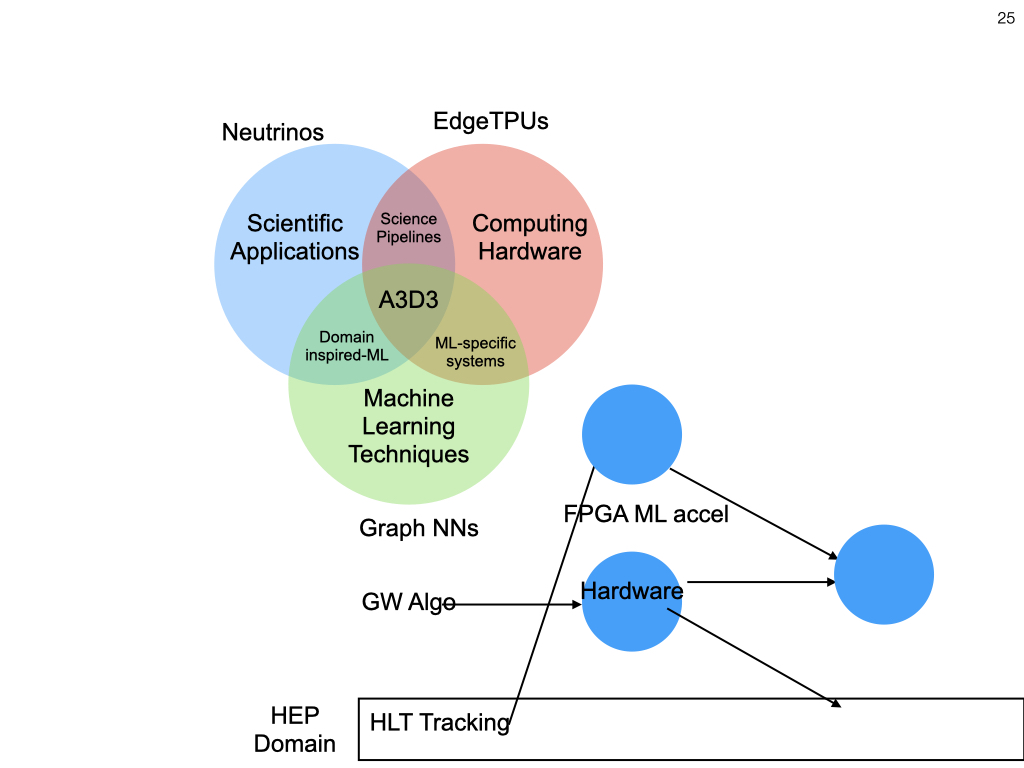 25
Neutrinos
EdgeTPUs
Scientific
Applications
Science
Pipelines
Computing
Hardware
A3D3
Domain
inspired-ML
ML-specific
systems
Machine
Learning
Techniques
Graph NNs
FPGA ML accel
GW Algo
Hardware
HEP
Domain
HLT Tracking